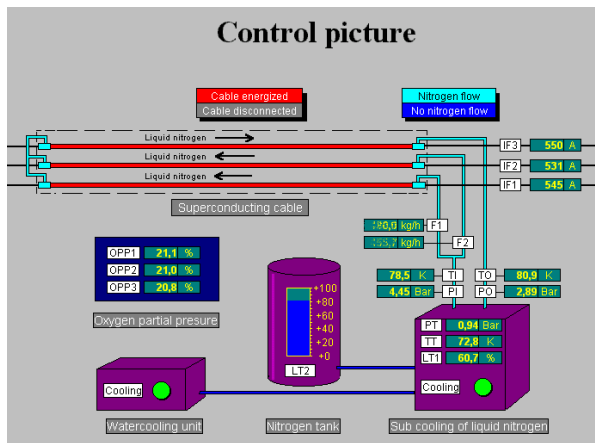 Control picture
Cable energized
Cable disconnected
Nitrogen flow
No nitrogen flow
Liquid nitrogen
Liquid nitrogen
Liquid nitrogen
IF3 550 A
IF2 531 A
IF1 545 A
Superconducting cable
kg/h F1
kg/h F2
OPP1 21,1 %
OPP2 21,0 %
OPP3 20,8 %
Oxygen partial presure
+100
+80
+60
+40
+20
+0
LT2
Nitrogen tank
78,5 K TI TO 80,9 K
4,45 Bar PI PO 2,89 Bar
PT 0,94 Bar
TT 72,8 K
LT1 60,7 %
Cooling
Sub cooling of liquid nitrogen
Cooling
Watercooling unit